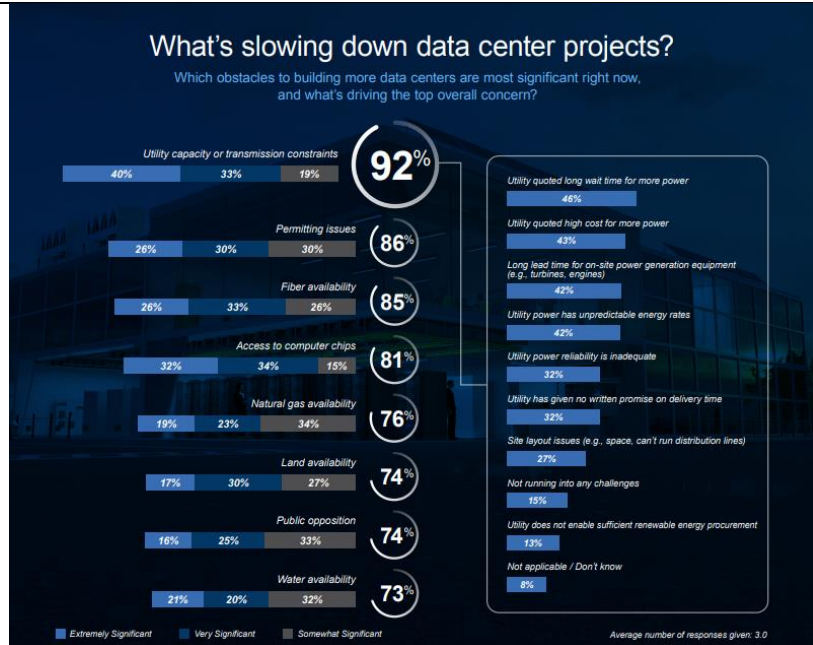 What's slowing down data center projects?
Which obstacles to building more data centers are most significant right now,
and what's driving the top overall concern?
Utility capacity or transmission constraints
40% 33% 19%
92%
Permitting issues
26% 30% 30%
86%
Fiber availability
26% 33% 26%
85%
Access to computer chips
32% 34% 15%
81%
Natural gas availability
19% 23% 34%
76%
Land availability
17% 30% 27%
74%
Public opposition
16% 25% 33%
74%
Water availability
21% 20% 32%
73%
Extremely Significant Very Significant Somewhat Significant
Utility quoted long wait time for more power
46%
Utility quoted high cost for more power
43%
Long lead time for on-site power generation equipment
(e.g., turbines, engines)
42%
Utility power has unpredictable energy rates
42%
Utility power reliability is inadequate
32%
Utility has given no written promise on delivery time
32%
Site layout issues (e.g., space, can't run distribution lines)
27%
Not running into any challenges
15%
Utility does not enable sufficient renewable energy procurement
13%
Not applicable / Don't know
8%
Average number of responses given: 3.0